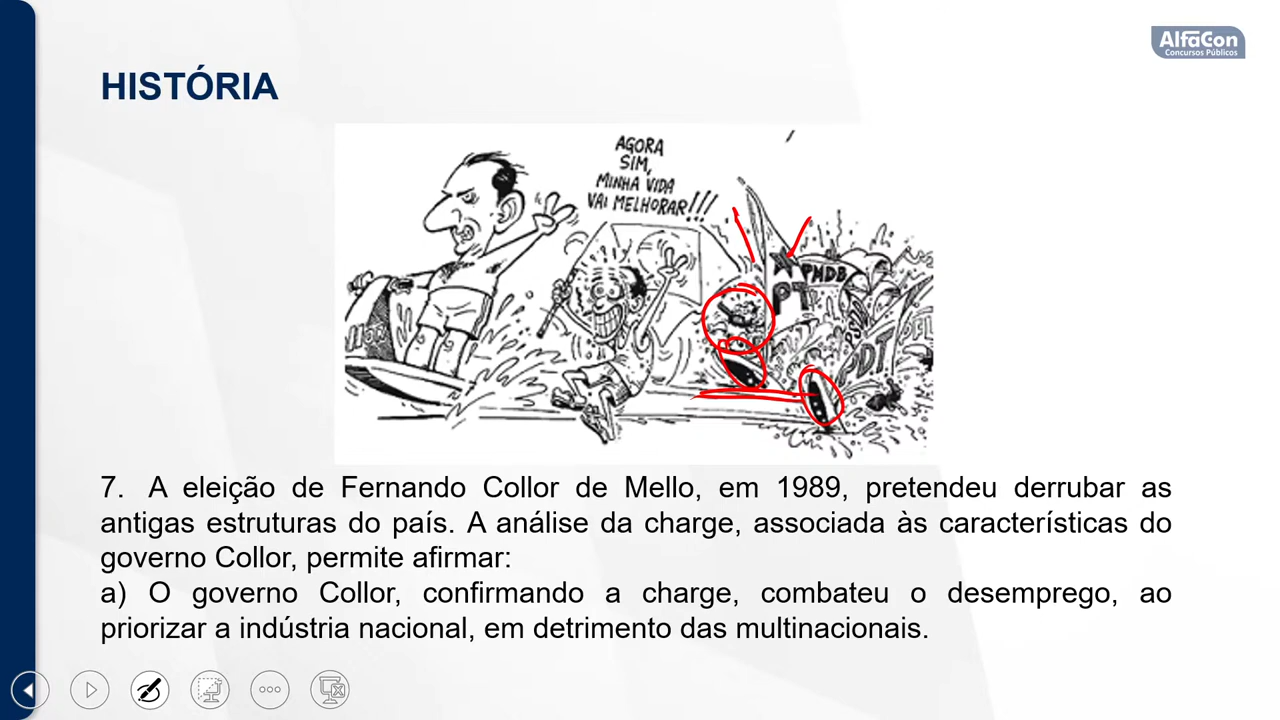 AlfaCon
Concursos Públicos
HISTÓRIA
AGORA
SIM,
MINHA VIDA
VAI MELHORAR!!!
PMDB
PT
PDT
7. A eleição de Fernando Collor de Mello, em 1989, pretendeu derrubar as
antigas estruturas do país. A análise da charge, associada às características do
governo Collor, permite afirmar:
a) O governo Collor, confirmando a charge, combateu o desemprego, ao
priorizar a indústria nacional, em detrimento das multinacionais.